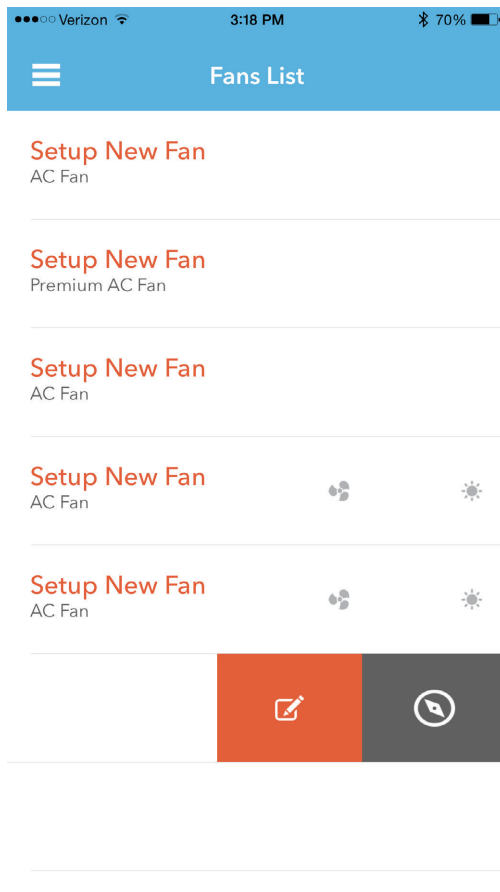 Verizon 3:18 PM 70%
Fans List
Setup New Fan
AC Fan
Setup New Fan
Premium AC Fan
Setup New Fan
AC Fan
Setup New Fan
AC Fan
Setup New Fan
AC Fan